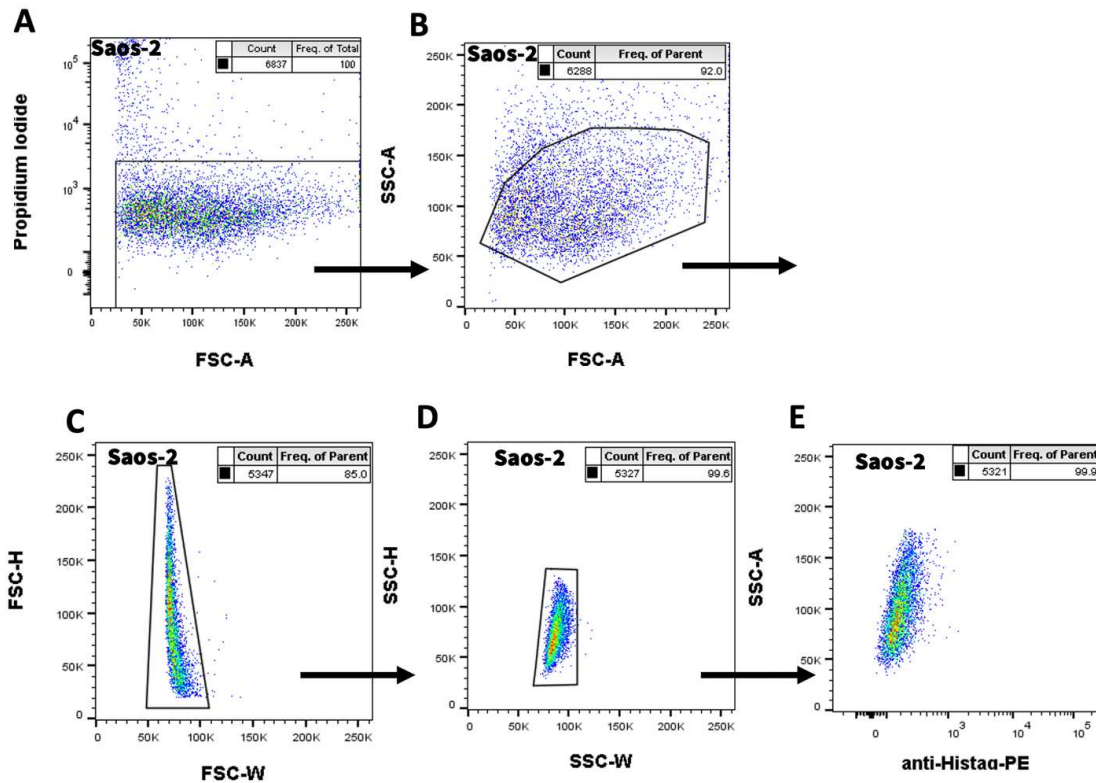 A
Saos-2
Count Freq. of Total
6837 100
Propidium Iodide
10^5
10^4
10^3
0
0 50K 100K 150K 200K 250K
FSC-A
B
Saos-2
Count Freq. of Parent
6288 92.0
SSC-A
250K
200K
150K
100K
50K
0
0 50K 100K 150K 200K 250K
FSC-A
C
Saos-2
Count Freq. of Parent
5347 85.0
FSC-H
250K
200K
150K
100K
50K
0
0 50K 100K 150K 200K 250K
FSC-W
D
Saos-2
Count Freq. of Parent
5327 99.6
SSC-H
250K
200K
150K
100K
50K
0
0 50K 100K 150K 200K 250K
SSC-W
E
Saos-2
Count Freq. of Parent
5321 99.9
SSC-A
250K
200K
150K
100K
50K
0
0 10^3 10^4 10^5
anti-Histag-PE